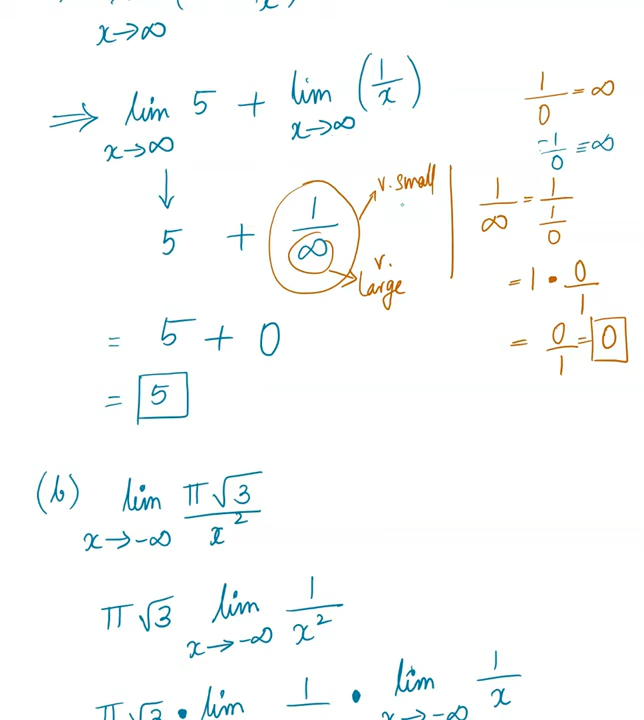 x→∞
⟹ lim 5 + lim (1/x)
x→∞ x→∞
↓
5 + 1/∞
v. small
v. large
= 5 + 0
= 5
1/0 = ∞
-1/0 = ∞
1/∞ = 1/(1/0)
= 1 • 0/1
= 0/1 = 0
(b) lim π√3/x²
x→-∞
π√3 lim 1/x²
x→-∞
π√3 • lim 1 • lim 1/x
x→-∞